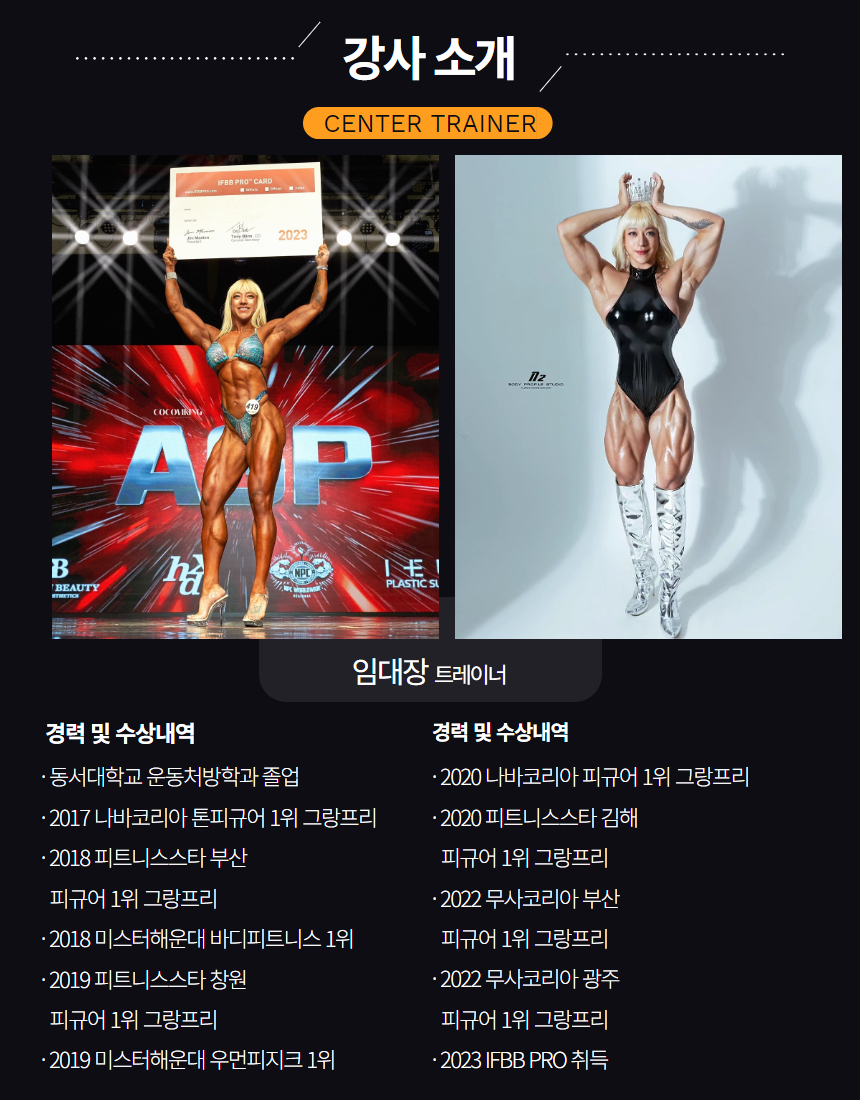 강사 소개
CENTER TRAINER
IFBB PRO™ CARD
2023
COCOVIKING
419
AGP
B
BEAUTY
hx
d
NPC
NPC WORLDWIDE
PLASTIC SU
n2
BODY PROFILE STUDIO
임대장 트레이너
경력 및 수상내역
· 동서대학교 운동처방학과 졸업
· 2017 나바코리아 톤피규어 1위 그랑프리
· 2018 피트니스스타 부산
피규어 1위 그랑프리
· 2018 미스터해운대 바디피트니스 1위
· 2019 피트니스스타 창원
피규어 1위 그랑프리
· 2019 미스터해운대 우먼피지크 1위
경력 및 수상내역
· 2020 나바코리아 피규어 1위 그랑프리
· 2020 피트니스스타 김해
피규어 1위 그랑프리
· 2022 무사코리아 부산
피규어 1위 그랑프리
· 2022 무사코리아 광주
피규어 1위 그랑프리
· 2023 IFBB PRO 취득